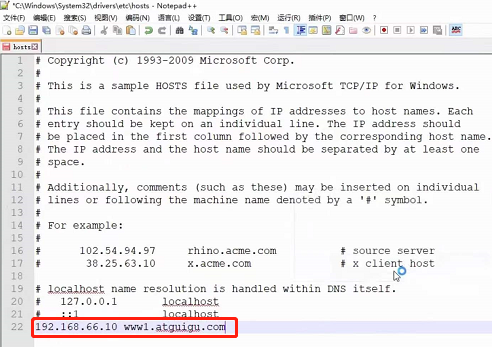 *C:\Windows\System32\drivers\etc\hosts - Notepad++
文件(F) 编辑(E) 搜索(S) 视图(V) 编码(N) 语言(L) 设置(T) 工具(O) 宏(M) 运行(R) 插件(P) 窗口(W) ?
hosts
1 # Copyright (c) 1993-2009 Microsoft Corp.
2 #
3 # This is a sample HOSTS file used by Microsoft TCP/IP for Windows.
4 #
5 # This file contains the mappings of IP addresses to host names. Each
6 # entry should be kept on an individual line. The IP address should
7 # be placed in the first column followed by the corresponding host name.
8 # The IP address and the host name should be separated by at least one
9 # space.
10 #
11 # Additionally, comments (such as these) may be inserted on individual
12 # lines or following the machine name denoted by a '#' symbol.
13 #
14 # For example:
15 #
16 # 102.54.94.97 rhino.acme.com # source server
17 # 38.25.63.10 x.acme.com # x client host
18
19 # localhost name resolution is handled within DNS itself.
20 # 127.0.0.1 localhost
21 # ::1 localhost
22 192.168.66.10 www1.atguigu.com